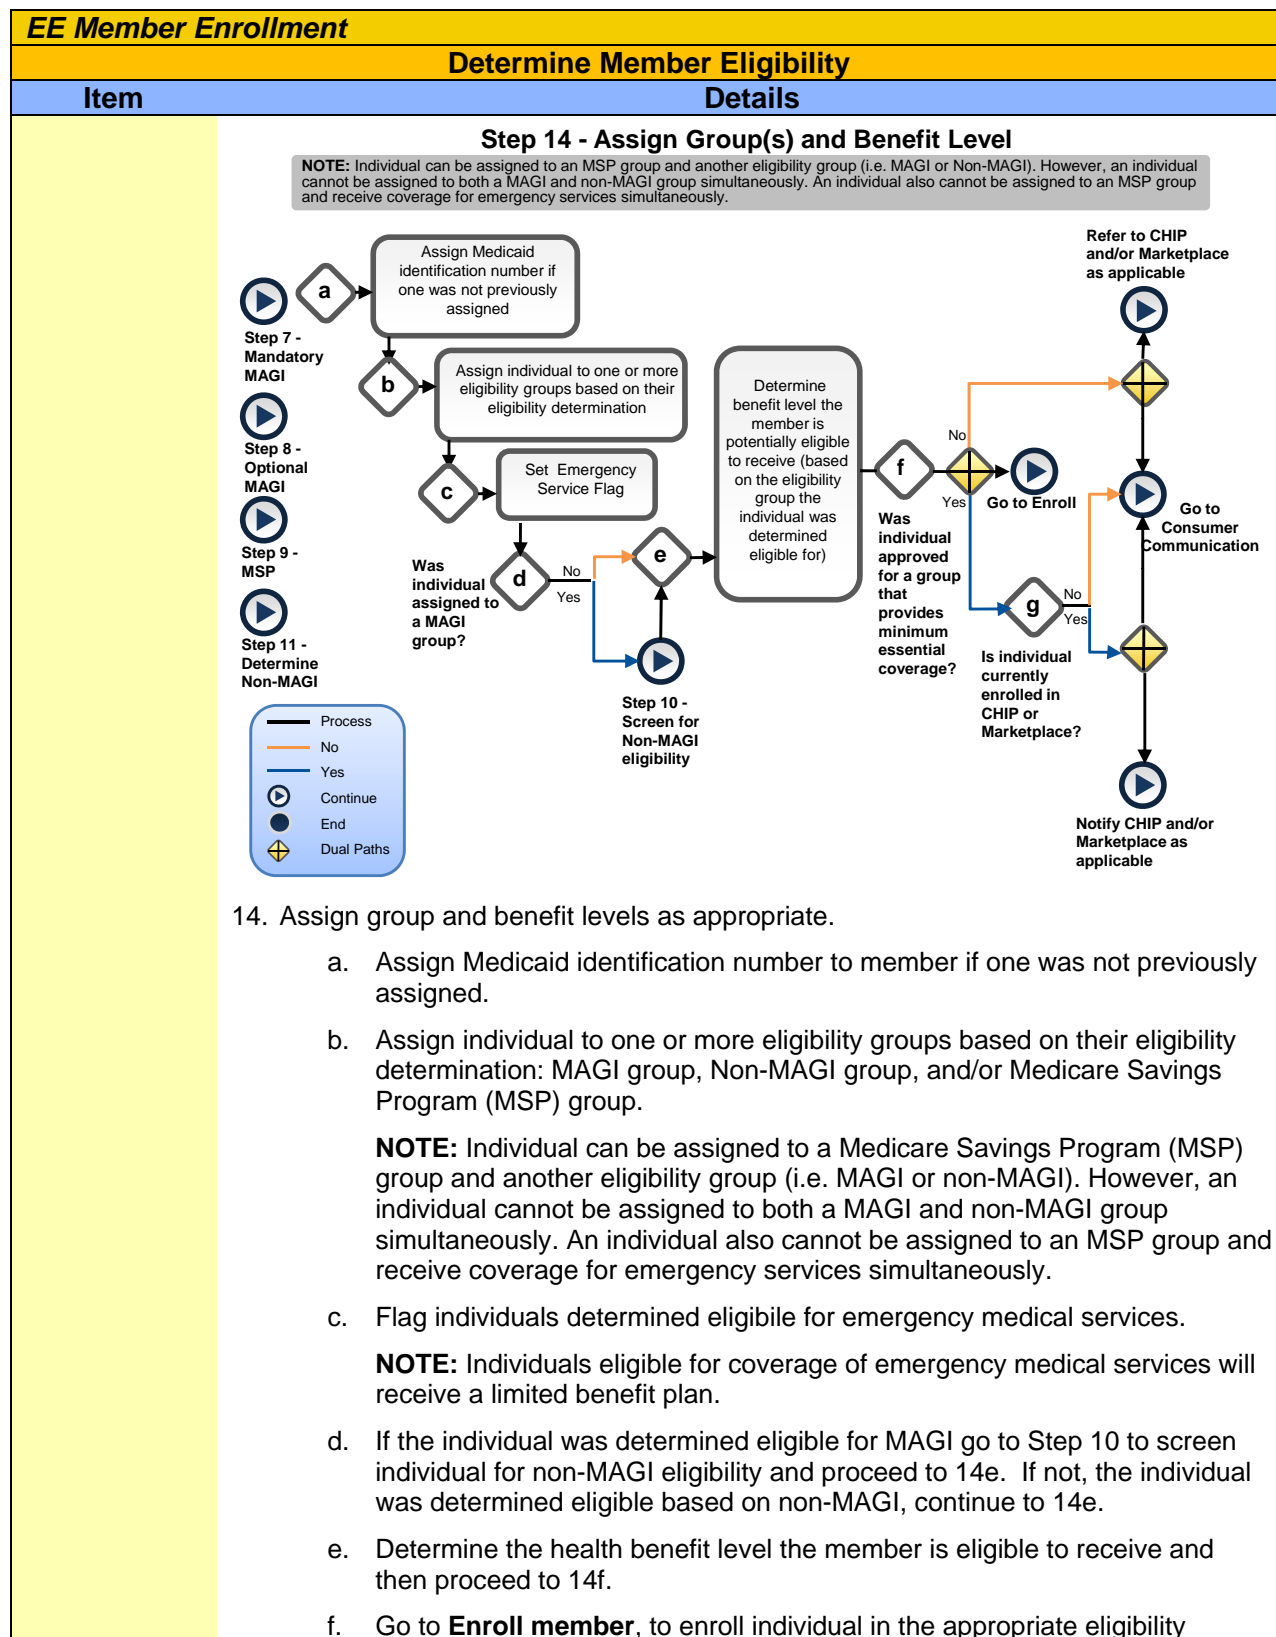 EE Member Enrollment
Determine Member Eligibility
Item
Details
Step 14 - Assign Group(s) and Benefit Level
NOTE: Individual can be assigned to an MSP group and another eligibility group (i.e. MAGI or Non-MAGI). However, an individual
cannot be assigned to both a MAGI and non-MAGI group simultaneously. An individual also cannot be assigned to an MSP group
and receive coverage for emergency services simultaneously.
Step 7 -
Mandatory
MAGI
Step 8 -
Optional
MAGI
Step 9 -
MSP
Step 11 -
Determine
Non-MAGI
a
Assign Medicaid
identification number if
one was not previously
assigned
b
Assign individual to one or more
eligibility groups based on their
eligibility determination
c
Set Emergency
Service Flag
Was
individual
assigned to
a MAGI
group?
d
No
Yes
e
Step 10 -
Screen for
Non-MAGI
eligibility
Determine
benefit level the
member is
potentially eligible
to receive (based
on the eligibility
group the
individual was
determined
eligible for)
f
Was
individual
approved
for a group
that
provides
minimum
essential
coverage?
No
Yes
Go to Enroll
g
No
Yes
Is individual
currently
enrolled in
CHIP or
Marketplace?
Refer to CHIP
and/or Marketplace
as applicable
Go to
Consumer
Communication
Notify CHIP and/or
Marketplace as
applicable
Process
No
Yes
Continue
End
Dual Paths
14. Assign group and benefit levels as appropriate.
a. Assign Medicaid identification number to member if one was not previously
assigned.
b. Assign individual to one or more eligibility groups based on their eligibility
determination: MAGI group, Non-MAGI group, and/or Medicare Savings
Program (MSP) group.
NOTE: Individual can be assigned to a Medicare Savings Program (MSP)
group and another eligibility group (i.e. MAGI or non-MAGI). However, an
individual cannot be assigned to both a MAGI and non-MAGI group
simultaneously. An individual also cannot be assigned to an MSP group and
receive coverage for emergency services simultaneously.
c. Flag individuals determined eligibile for emergency medical services.
NOTE: Individuals eligible for coverage of emergency medical services will
receive a limited benefit plan.
d. If the individual was determined eligible for MAGI go to Step 10 to screen
individual for non-MAGI eligibility and proceed to 14e. If not, the individual
was determined eligible based on non-MAGI, continue to 14e.
e. Determine the health benefit level the member is eligible to receive and
then proceed to 14f.
f. Go to Enroll member, to enroll individual in the appropriate eligibility